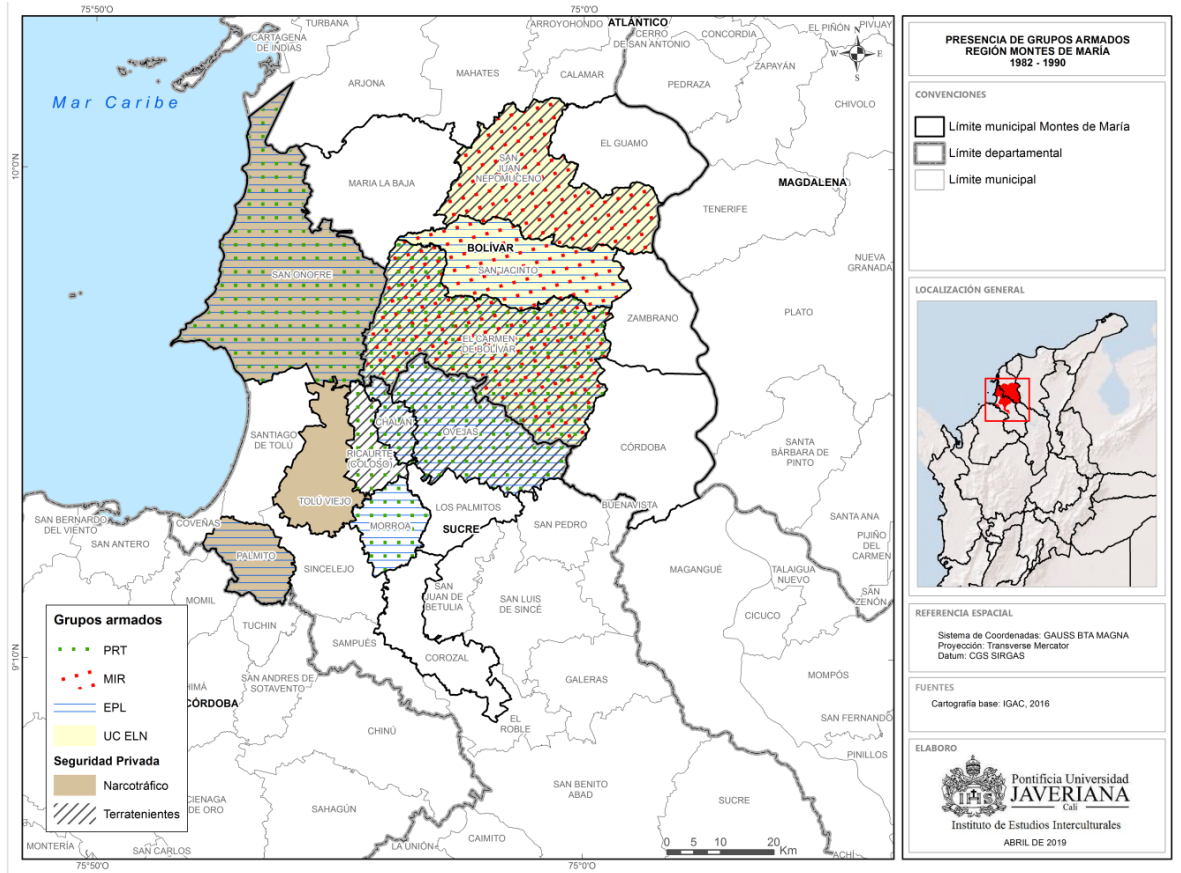 75°50'O
75°0'O
TURBANA
ARROYOHONDO
ATLÁNTICO
EL PIÑÓN
PIVIJAY
CARTAGENA
DE INDIAS
CERRO
DE SAN ANTONIO
CONCORDIA
N
W
E
S
Mar Caribe
ARJONA
MAHATES
CALAMAR
PEDRAZA
ZAPAYÁN
CHIVOLO
10°0'N
EL GUAMO
SAN
JUAN
NEPOMUCENO
MARIA LA BAJA
MAGDALENA
TENERIFE
BOLÍVAR
NUEVA
GRANADA
SAN ONOFRE
SAN JACINTO
ZAMBRANO
PLATO
EL CARMEN
DE BOLÍVAR
CHALÁN
OVEJAS
SANTIAGO
DE TOLÚ
RICAURTE
(COLOSO)
CÓRDOBA
SANTA
BÁRBARA DE
PINTO
TOLÚ VIEJO
LOS PALMITOS
BUENAVISTA
SAN BERNARDO
DEL VIENTO
COVEÑAS
MORROA
SUCRE
SAN PEDRO
SANTA ANA
SAN ANTERO
PALMITO
SINCELEJO
PIJIÑO
DEL
CARMEN
MAGANGUÉ
TALAIGUA
NUEVO
SAN
ZENÓN
MOMIL
SAN
JUAN DE
BETULIA
SAN LUIS
DE SINCÉ
CICUCO
TUCHIN
SAMPUÉS
COROZAL
9°10'N
GALERAS
MOMPÓS
HIMÁ
SAN ANDRES DE
SOTAVENTO
CÓRDOBA
EL
ROBLE
SAN FERNANDO
CHINÚ
PINILLOS
SAN BENITO
ABAD
SUCRE
CIENAGA
DE ORO
SAHAGÚN
CAIMITO
LA UNIÓN
MONTERÍA
SAN CARLOS
ACHÍ
0 5 10 20
Km
75°50'O
75°0'O
Grupos armados
PRT
MIR
EPL
UC ELN
Seguridad Privada
Narcotráfico
Terratenientes
PRESENCIA DE GRUPOS ARMADOS
REGIÓN MONTES DE MARÍA
1982 - 1990
CONVENCIONES
Límite municipal Montes de María
Límite departamental
Límite municipal
LOCALIZACIÓN GENERAL
REFERENCIA ESPACIAL
Sistema de Coordenadas: GAUSS BTA MAGNA
Proyección: Transverse Mercator
Datum: CGS SIRGAS
FUENTES
Cartografía base: IGAC, 2016
ELABORO
IHS
Pontificia Universidad
JAVERIANA
Cali
Instituto de Estudios Interculturales
ABRIL DE 2019